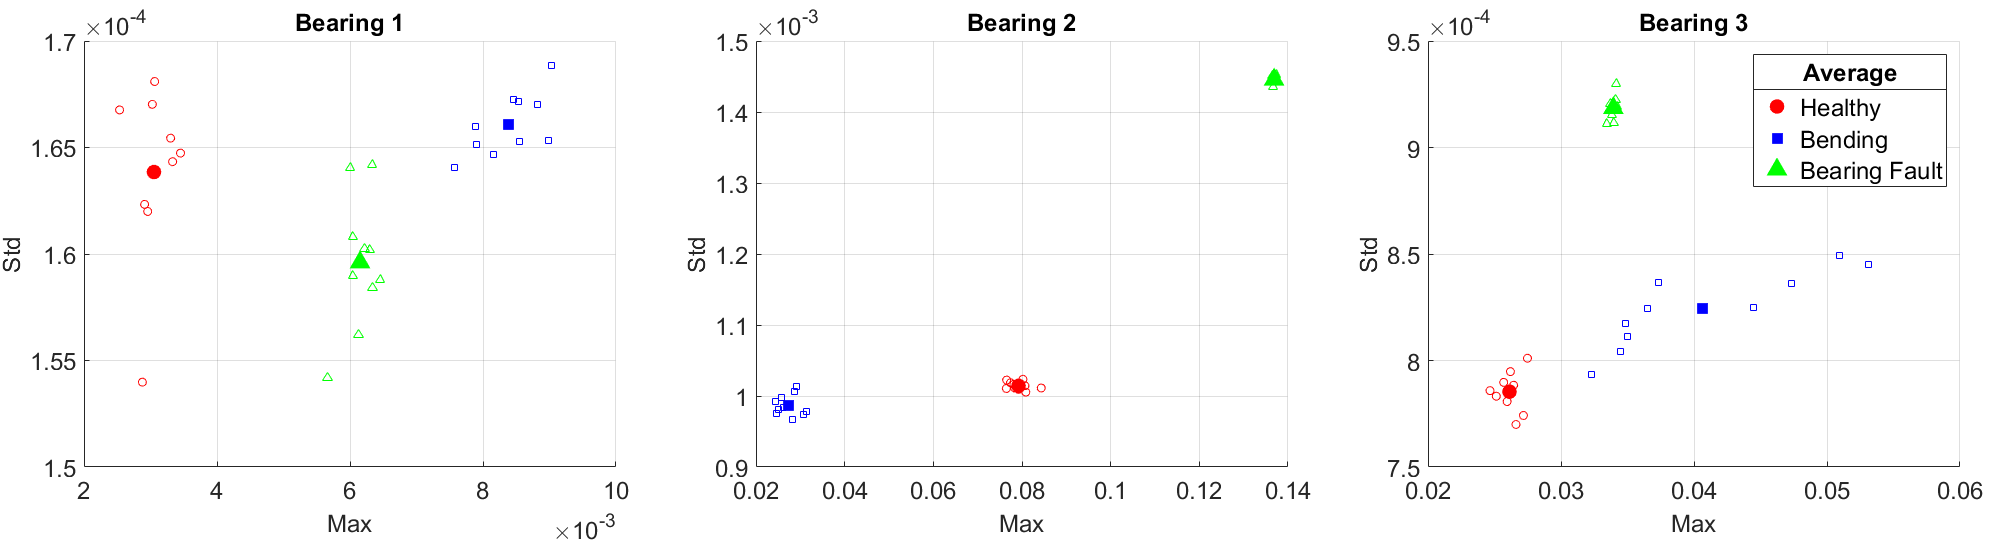 Bearing 1
×10^-4
1.7
1.65
1.6
1.55
1.5
Std
2 4 6 8 10
Max
×10^-3
Bearing 2
×10^-3
1.5
1.4
1.3
1.2
1.1
1
0.9
Std
0.02 0.04 0.06 0.08 0.1 0.12 0.14
Max
Bearing 3
×10^-4
9.5
9
8.5
8
7.5
Std
0.02 0.03 0.04 0.05 0.06
Max
Average
Healthy
Bending
Bearing Fault